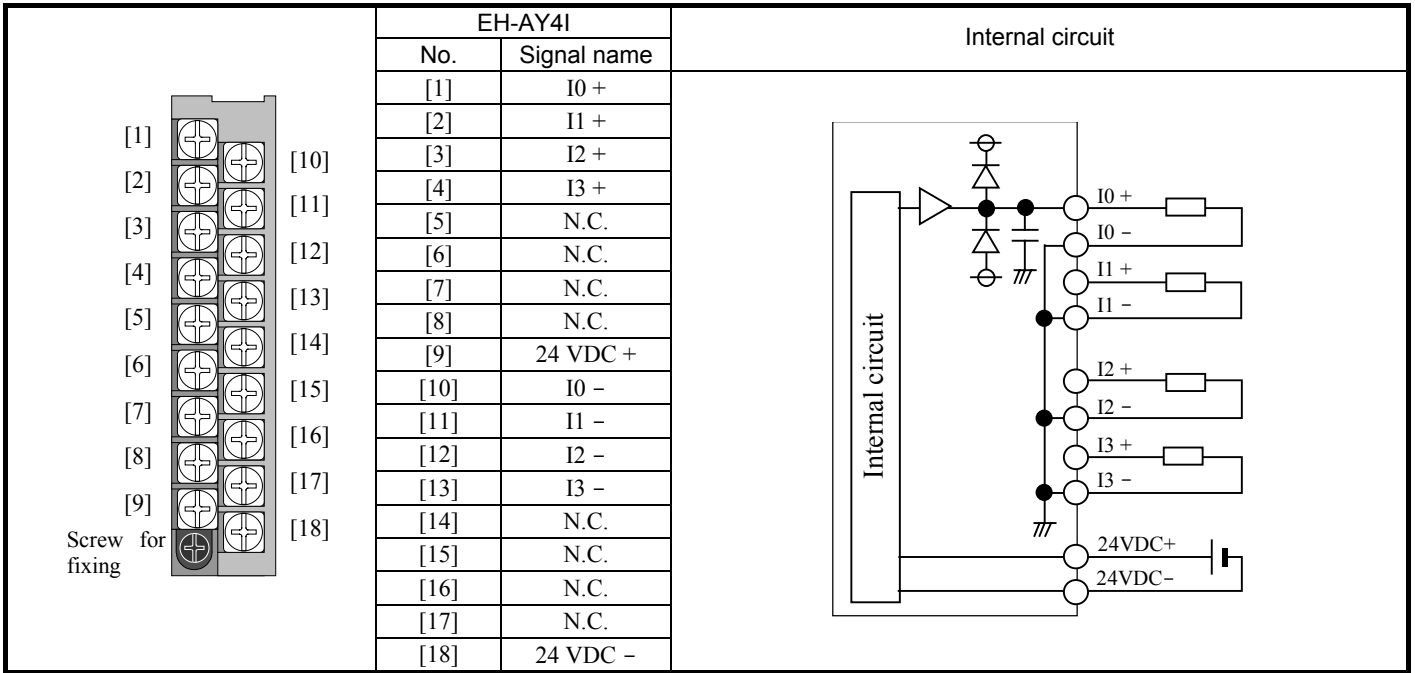 EH-AY4I
Internal circuit
No. Signal name
[1] I0 +
[2] I1 +
[3] I2 +
[4] I3 +
[5] N.C.
[6] N.C.
[7] N.C.
[8] N.C.
[9] 24 VDC +
[10] I0 −
[11] I1 −
[12] I2 −
[13] I3 −
[14] N.C.
[15] N.C.
[16] N.C.
[17] N.C.
[18] 24 VDC −
[1]
[10]
[2]
[11]
[3]
[12]
[4]
[13]
[5]
[14]
[6]
[15]
[7]
[16]
[8]
[17]
[9]
[18]
Screw for
fixing
Internal circuit
I0 +
I0 −
I1 +
I1 −
I2 +
I2 −
I3 +
I3 −
24VDC+
24VDC−